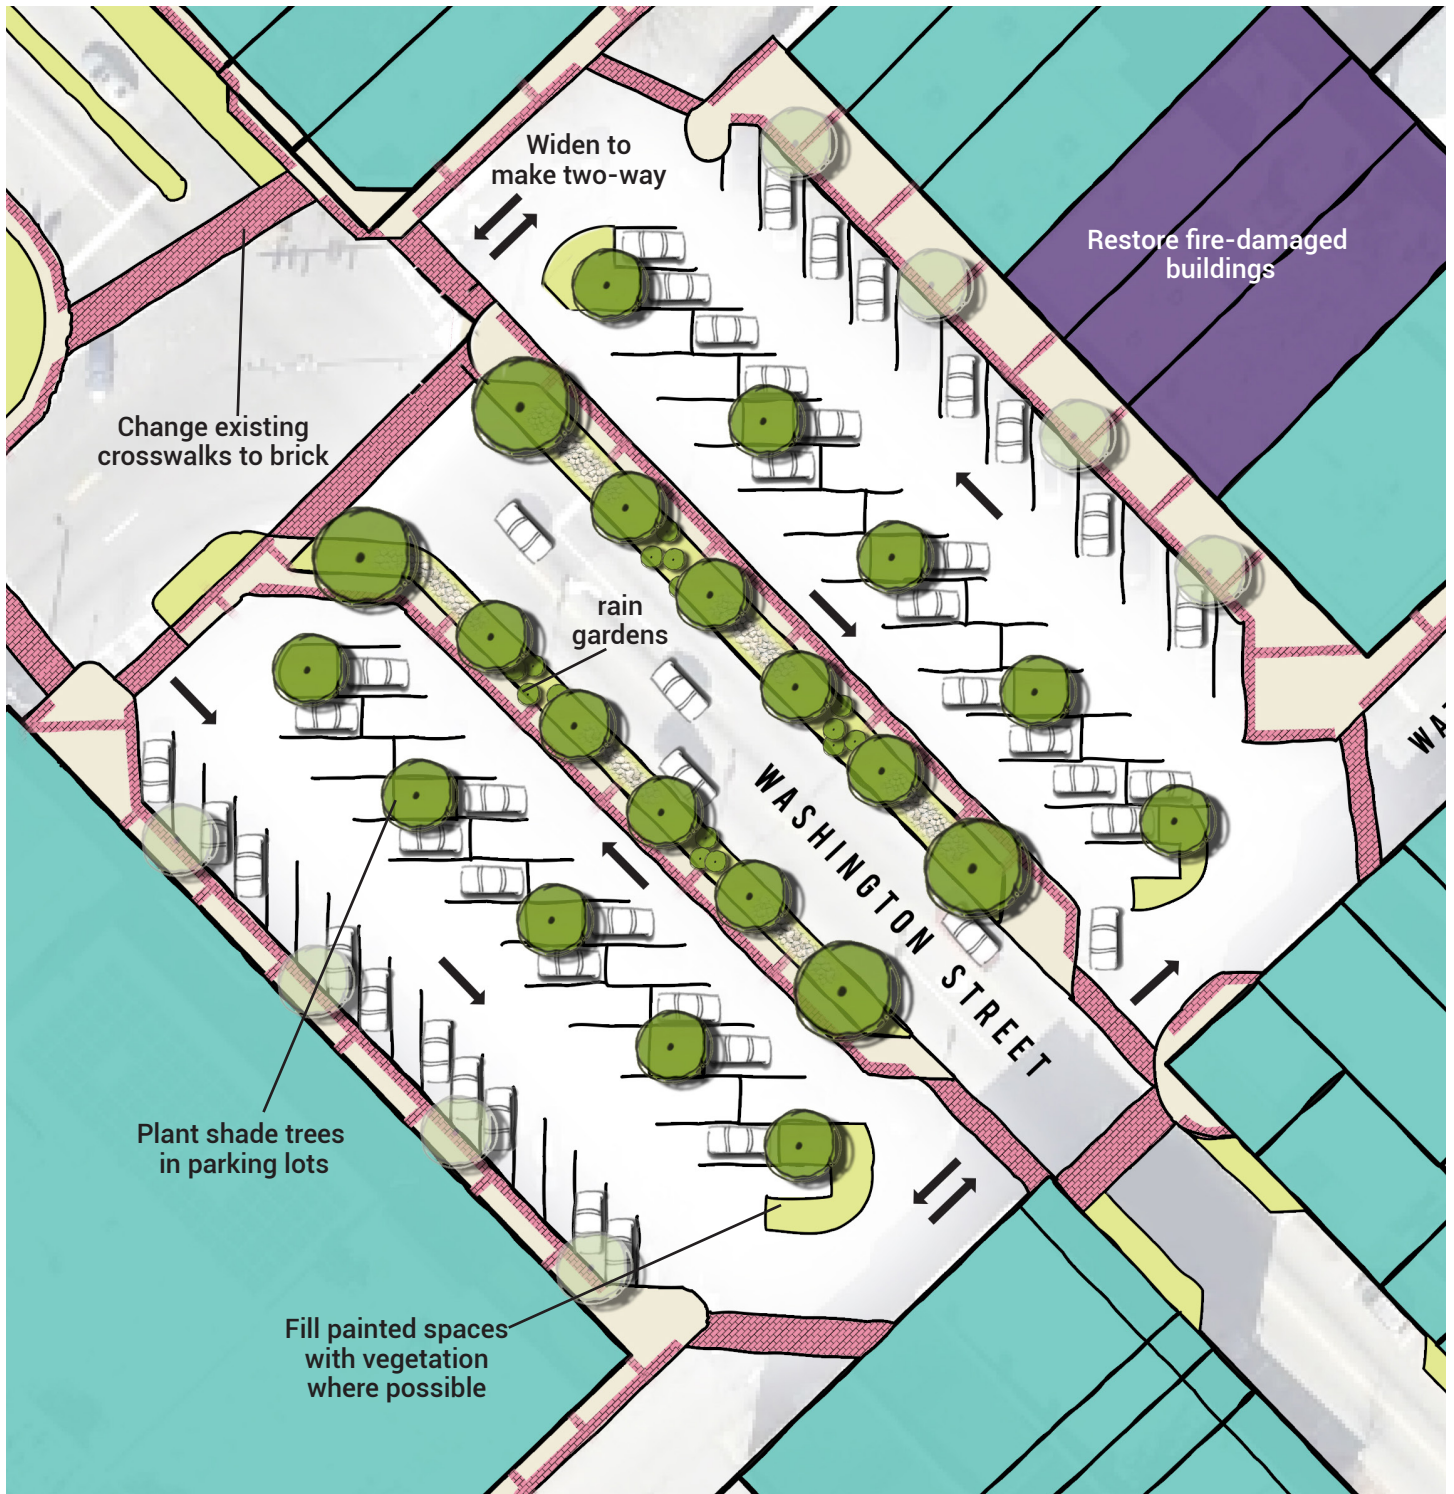 Widen to
make two-way
Restore fire-damaged
buildings
Change existing
crosswalks to brick
rain
gardens
WASHINGTON STREET
Plant shade trees
in parking lots
Fill painted spaces
with vegetation
where possible